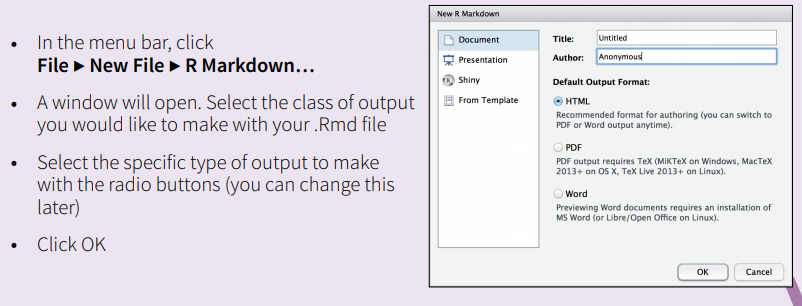 • In the menu bar, click
File ▸ New File ▸ R Markdown…
• A window will open. Select the class of output
you would like to make with your .Rmd file
• Select the specific type of output to make
with the radio buttons (you can change this
later)
• Click OK
New R Markdown
Document
Presentation
Shiny
From Template
Title: Untitled
Author: Anonymous
Default Output Format:
HTML
Recommended format for authoring (you can switch to
PDF or Word output anytime).
PDF
PDF output requires TeX (MiKTeX on Windows, MacTeX
2013+ on OS X, TeX Live 2013+ on Linux).
Word
Previewing Word documents requires an installation of
MS Word (or Libre/Open Office on Linux).
OK Cancel